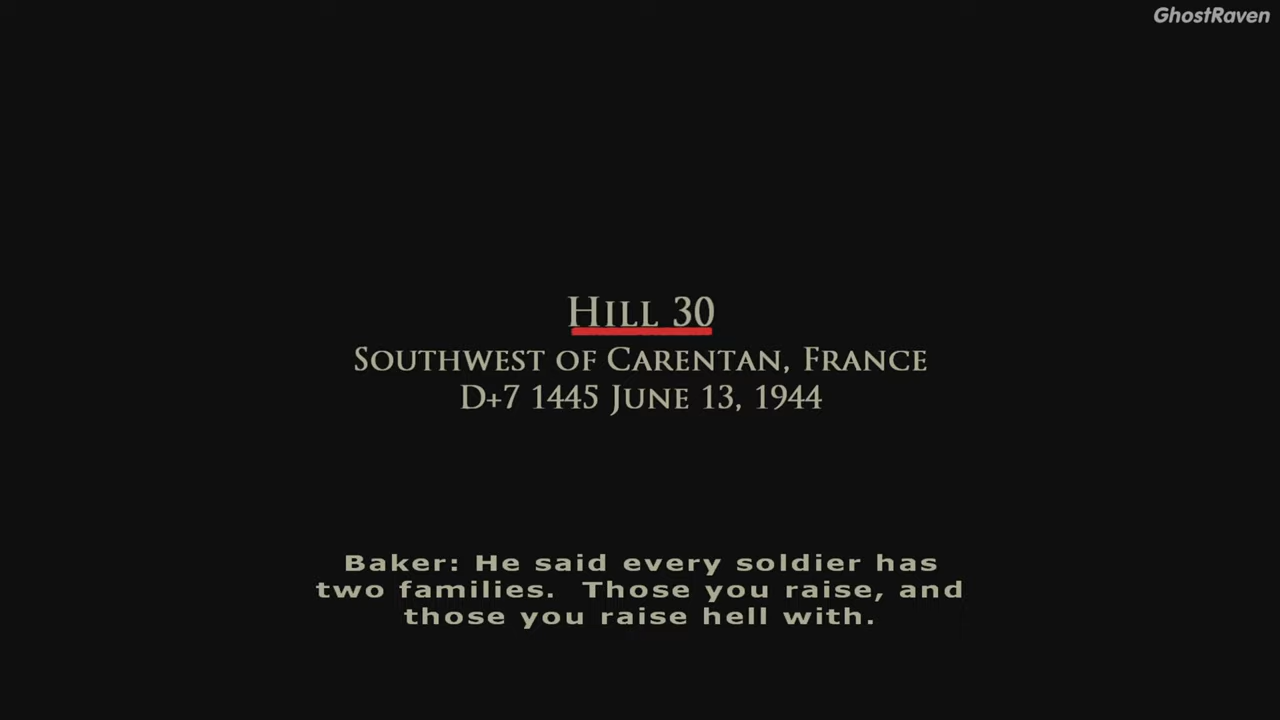 GhostRaven
Hill 30
Southwest of Carentan, France
D+7 1445 June 13, 1944
Baker: He said every soldier has
two families.  Those you raise, and
those you raise hell with.